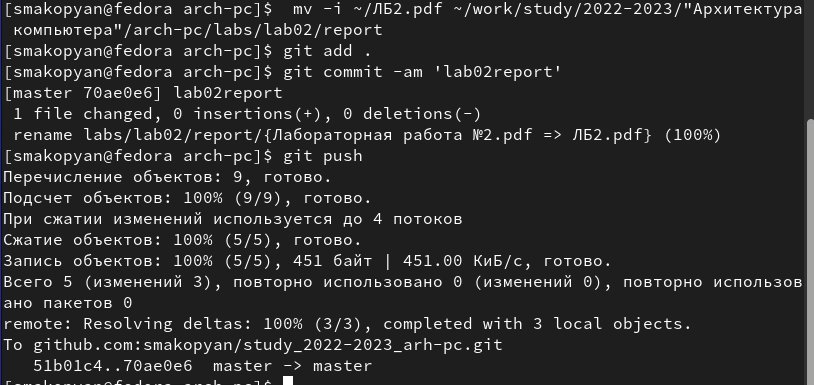 [smakopyan@fedora arch-pc]$  mv -i ~/ЛБ2.pdf ~/work/study/2022-2023/"Архитектура
 компьютера"/arch-pc/labs/lab02/report
[smakopyan@fedora arch-pc]$ git add .
[smakopyan@fedora arch-pc]$ git commit -am 'lab02report'
[master 70ae0e6] lab02report
 1 file changed, 0 insertions(+), 0 deletions(-)
 rename labs/lab02/report/{Лабораторная работа №2.pdf => ЛБ2.pdf} (100%)
[smakopyan@fedora arch-pc]$ git push
Перечисление объектов: 9, готово.
Подсчет объектов: 100% (9/9), готово.
При сжатии изменений используется до 4 потоков
Сжатие объектов: 100% (5/5), готово.
Запись объектов: 100% (5/5), 451 байт | 451.00 КиБ/с, готово.
Всего 5 (изменений 3), повторно использовано 0 (изменений 0), повторно использов
ано пакетов 0
remote: Resolving deltas: 100% (3/3), completed with 3 local objects.
To github.com:smakopyan/study_2022-2023_arh-pc.git
   51b01c4..70ae0e6  master -> master
[smakopyan@fedora arch-pc]$